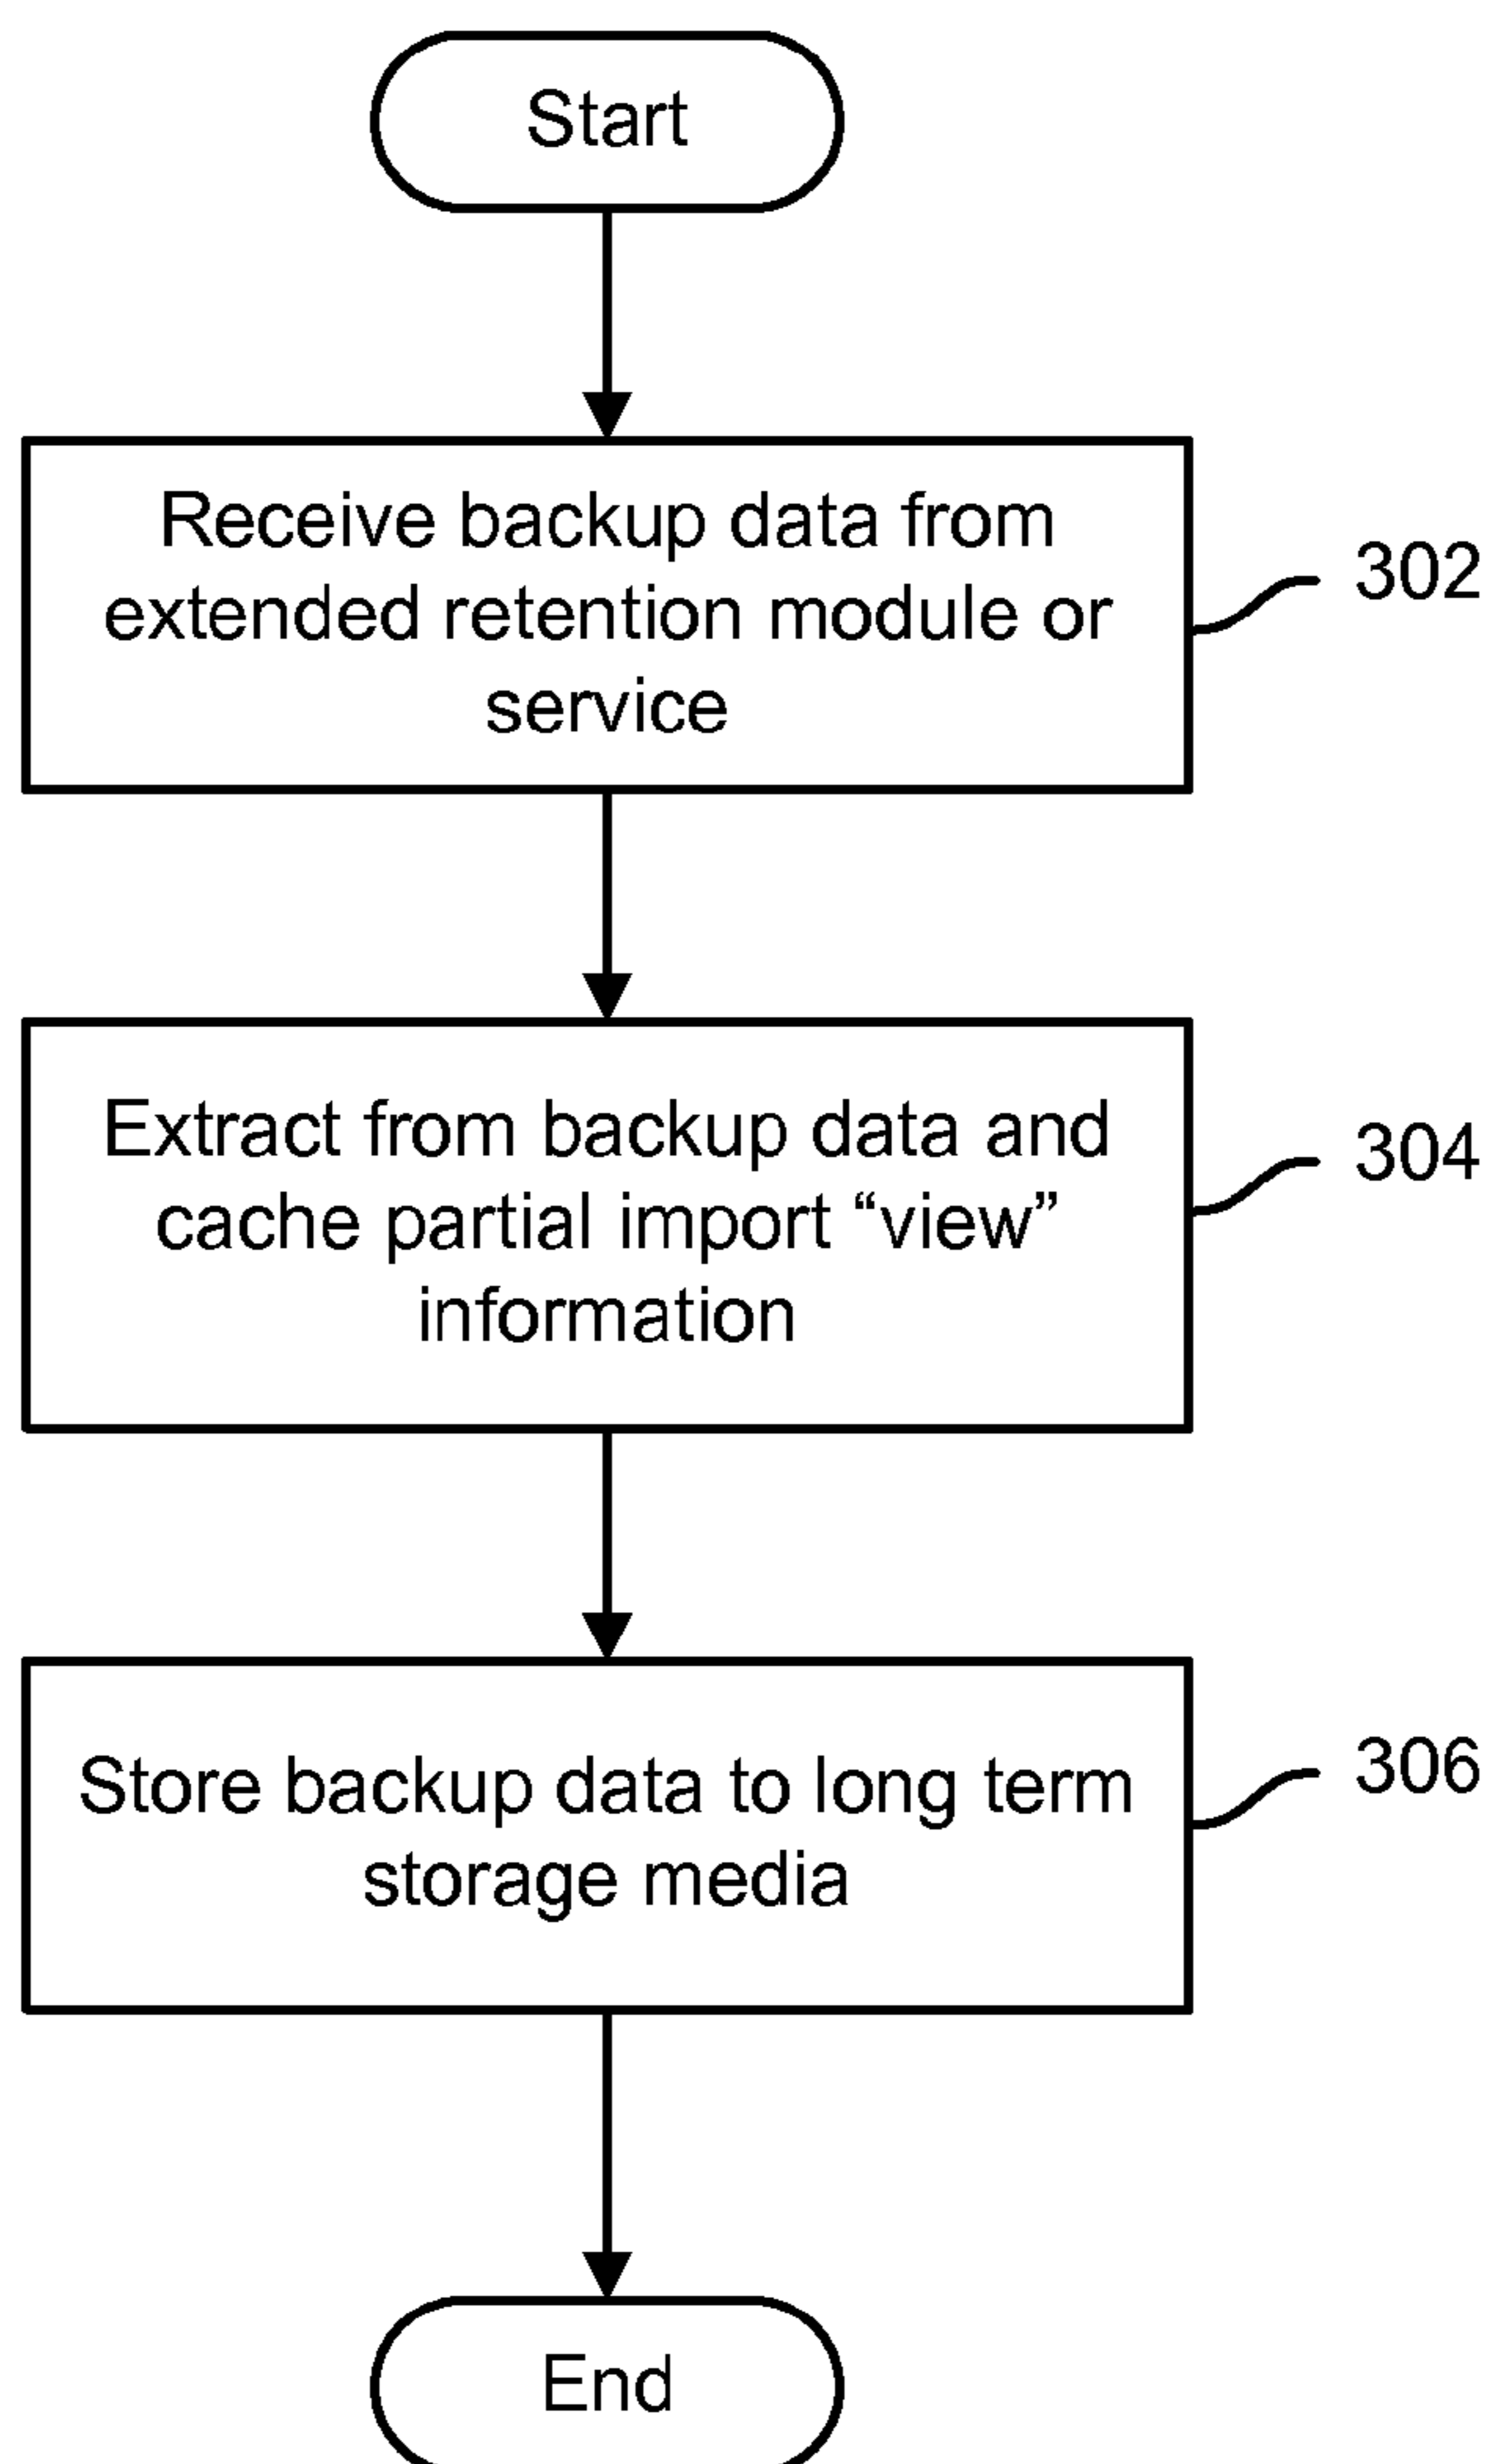 Start
Receive backup data from
extended retention module or
service
302
Extract from backup data and
cache partial import “view”
information
304
Store backup data to long term
storage media
306
End